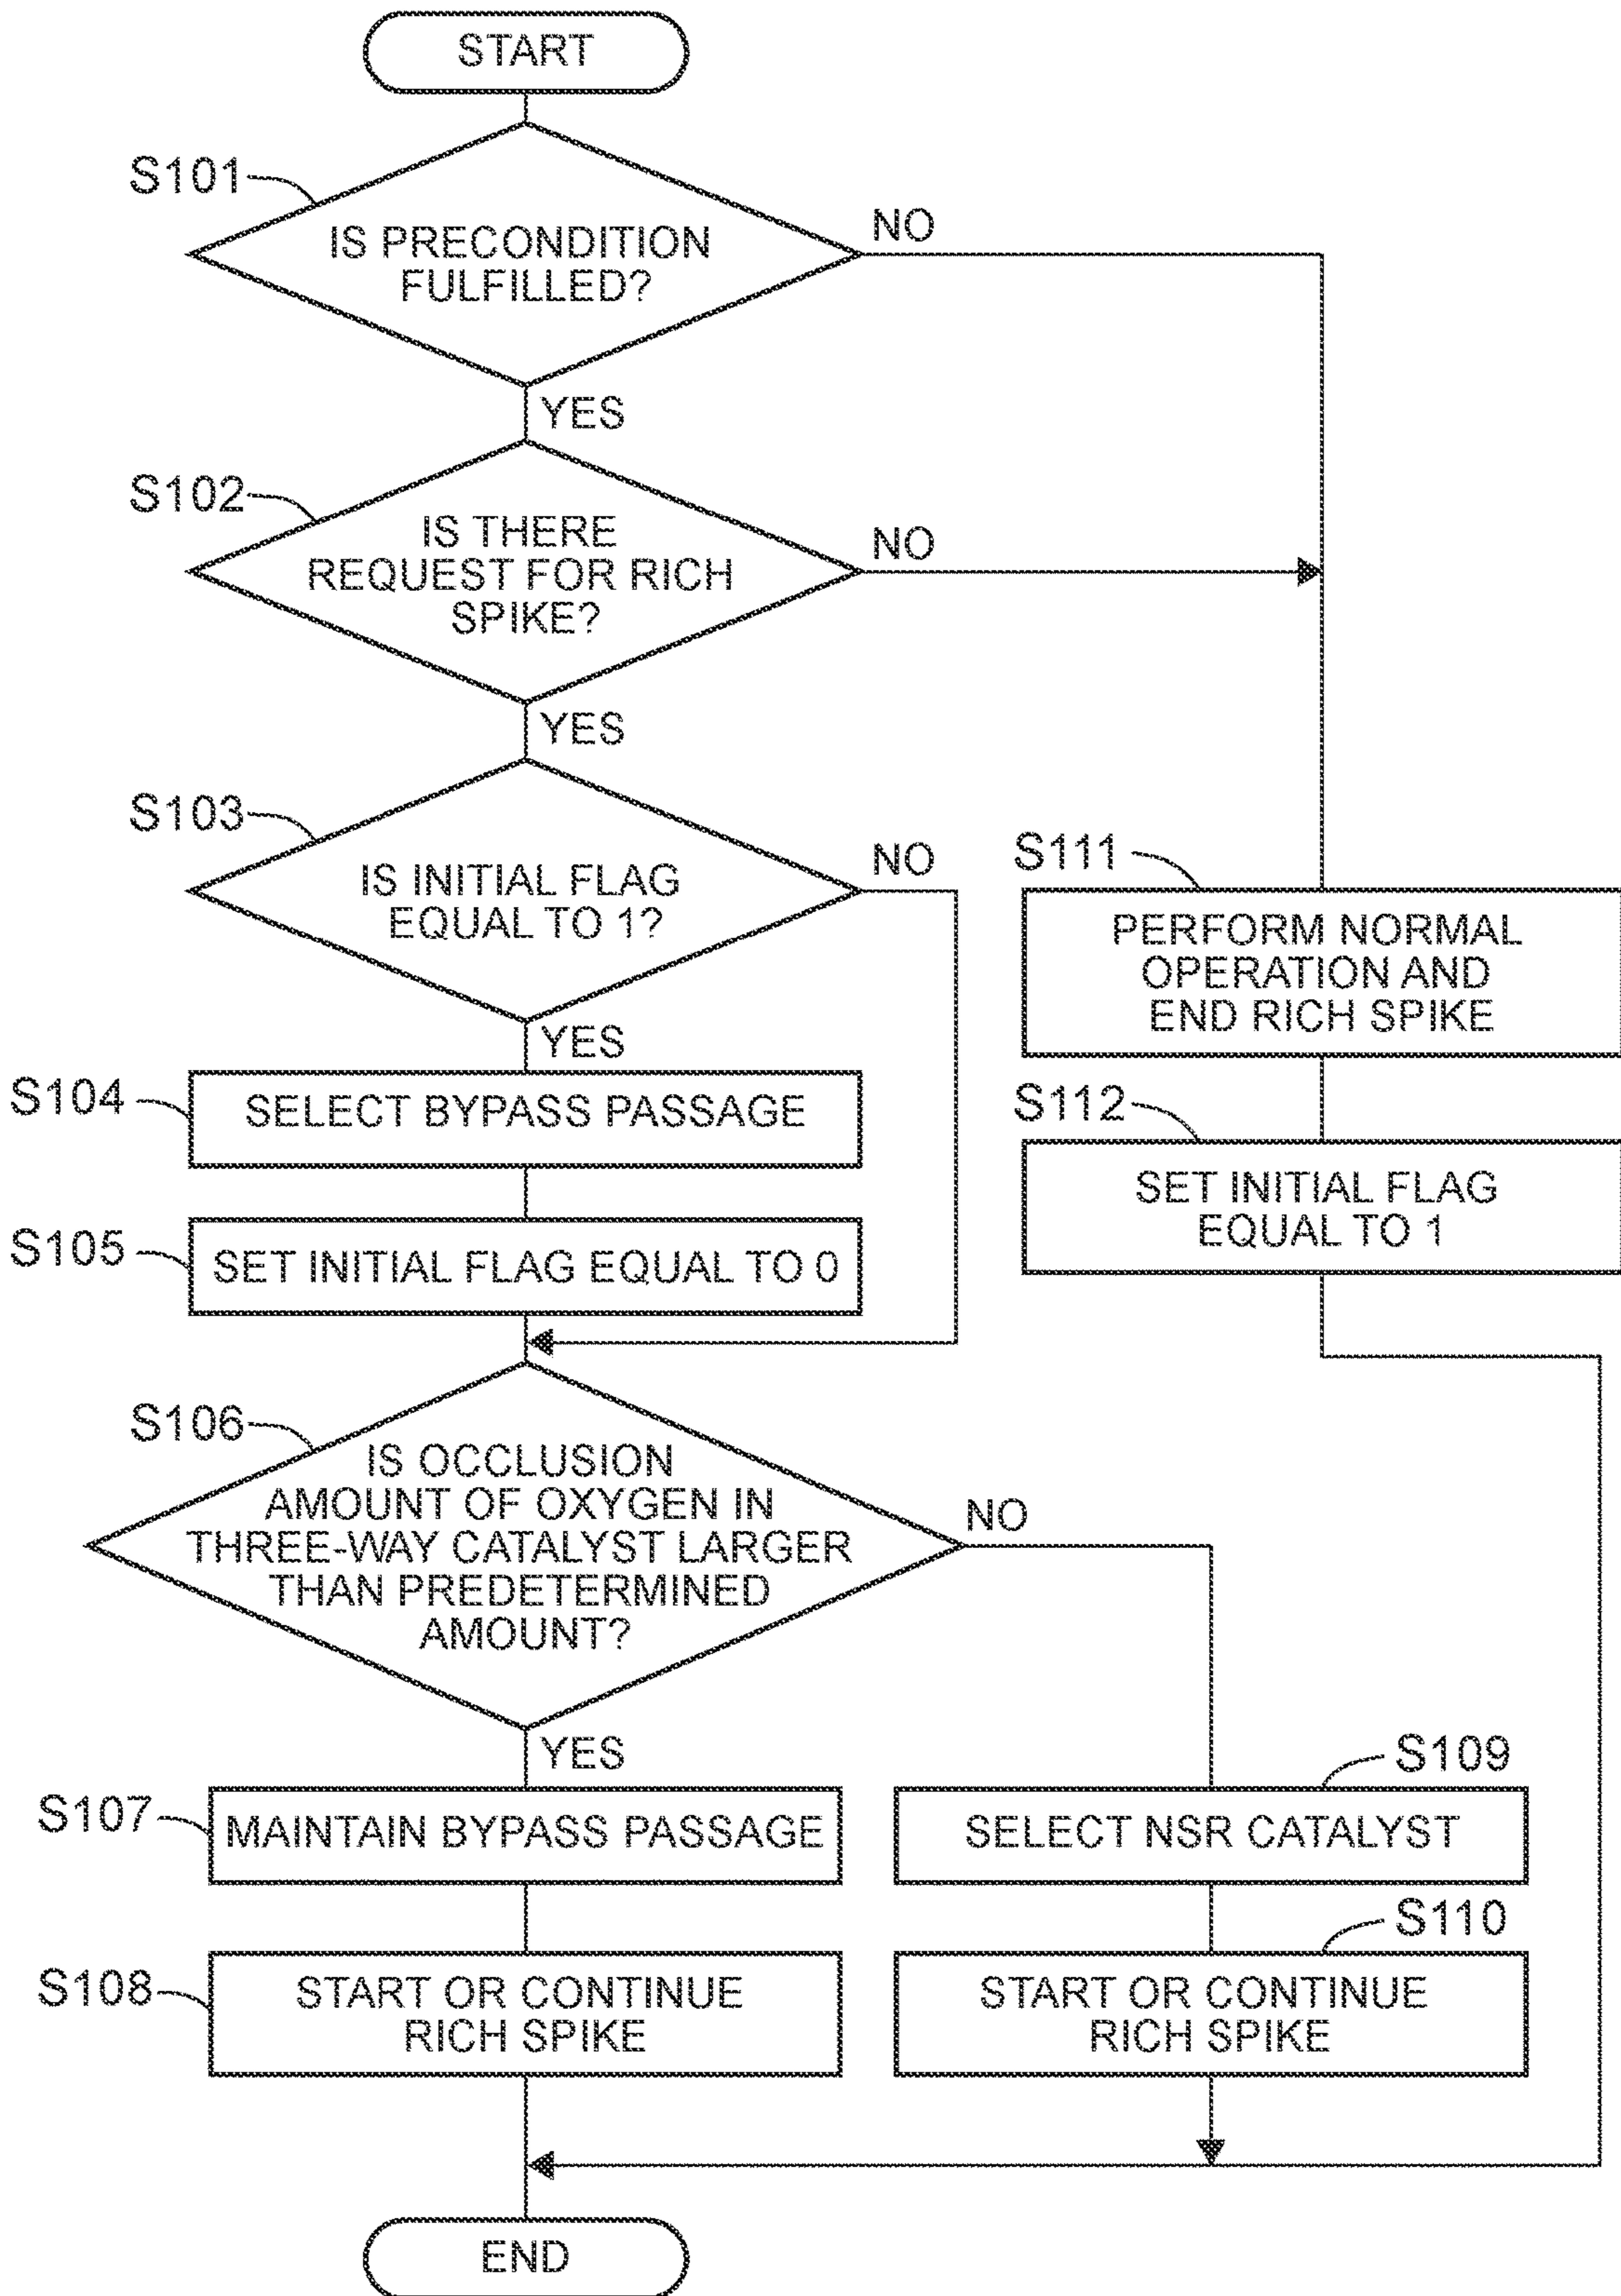 START
S101
IS PRECONDITION
FULFILLED?
NO
YES
S102
IS THERE
REQUEST FOR RICH
SPIKE?
NO
YES
S103
IS INITIAL FLAG
EQUAL TO 1?
NO
YES
S104
SELECT BYPASS PASSAGE
S105
SET INITIAL FLAG EQUAL TO 0
S111
PERFORM NORMAL
OPERATION AND
END RICH SPIKE
S112
SET INITIAL FLAG
EQUAL TO 1
S106
IS OCCLUSION
AMOUNT OF OXYGEN IN
THREE-WAY CATALYST LARGER
THAN PREDETERMINED
AMOUNT?
NO
YES
S107
MAINTAIN BYPASS PASSAGE
S108
START OR CONTINUE
RICH SPIKE
S109
SELECT NSR CATALYST
S110
START OR CONTINUE
RICH SPIKE
END